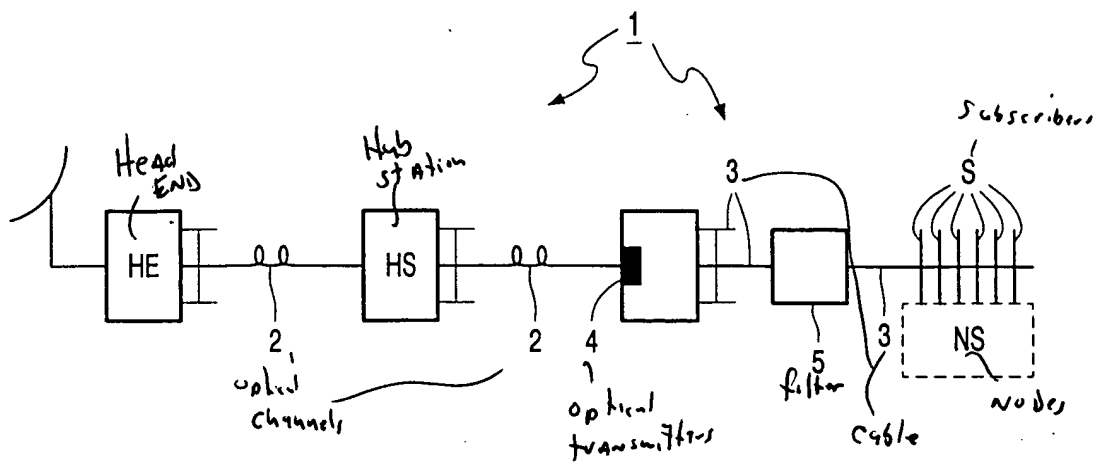 1
Subscribers
Head
END
Hub
stAtion
3
S
HE
HS
2
2
4
5
3
NS
optical
channels
optical
trAnsmitters
filter
cable
Nodes